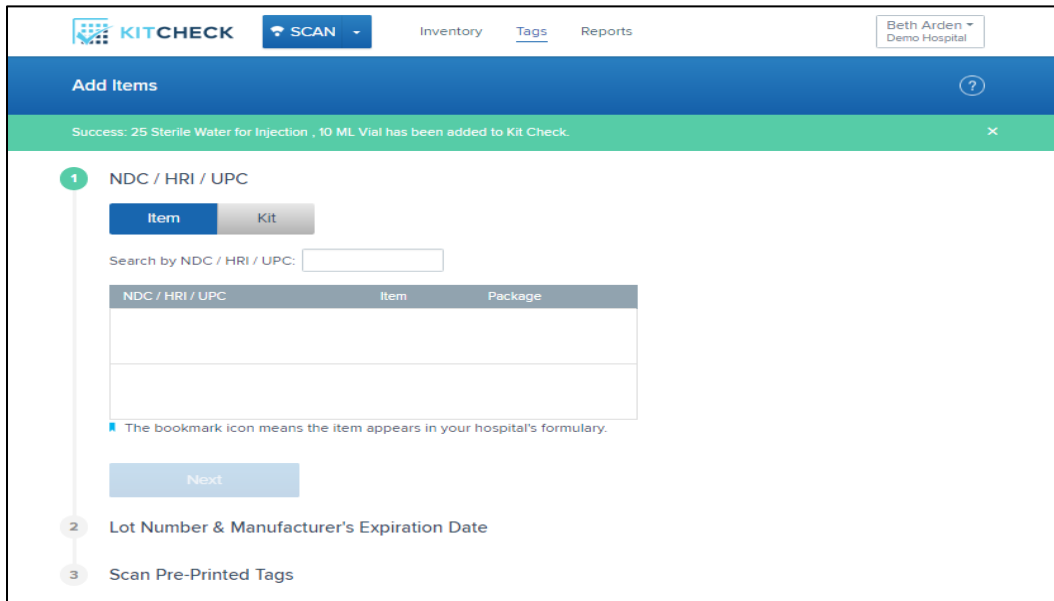 KITCHECK SCAN Inventory Tags Reports Beth Arden
Demo Hospital
Add Items ?
Success: 25 Sterile Water for Injection , 10 ML Vial has been added to Kit Check. ×
1 NDC / HRI / UPC
Item Kit
Search by NDC / HRI / UPC:
NDC / HRI / UPC Item Package
The bookmark icon means the item appears in your hospital's formulary.
Next
2 Lot Number & Manufacturer's Expiration Date
3 Scan Pre-Printed Tags